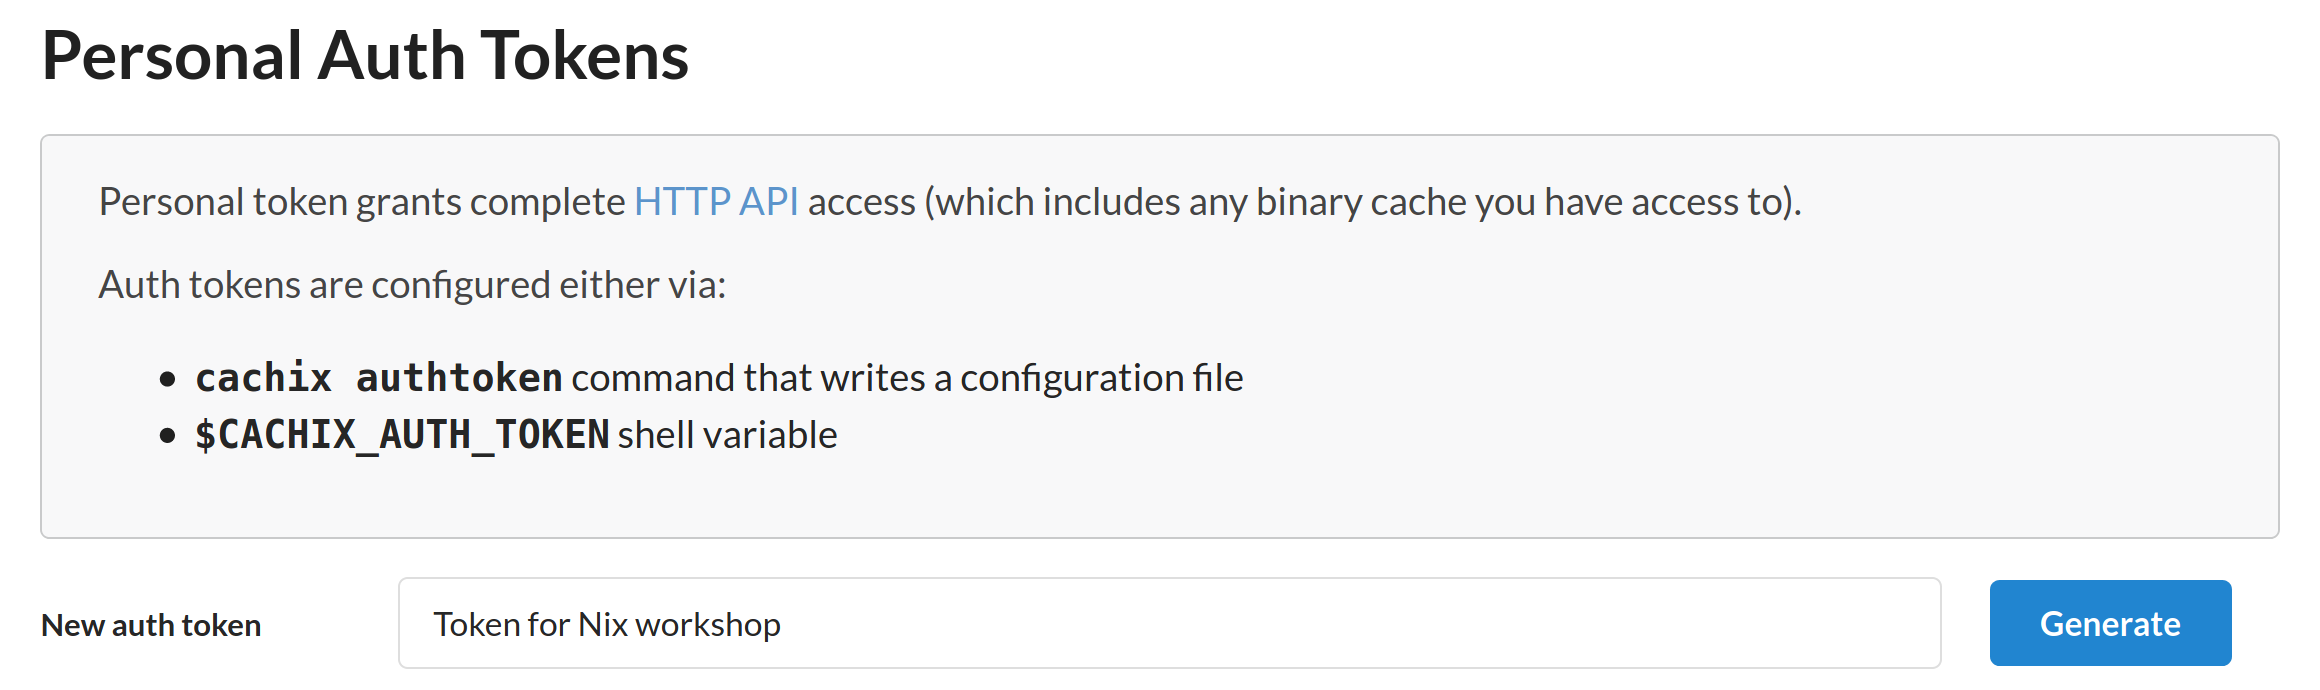 Personal Auth Tokens
Personal token grants complete HTTP API access (which includes any binary cache you have access to).
Auth tokens are configured either via:
• cachix authtoken command that writes a configuration file
• $CACHIX_AUTH_TOKEN shell variable
New auth token Token for Nix workshop Generate